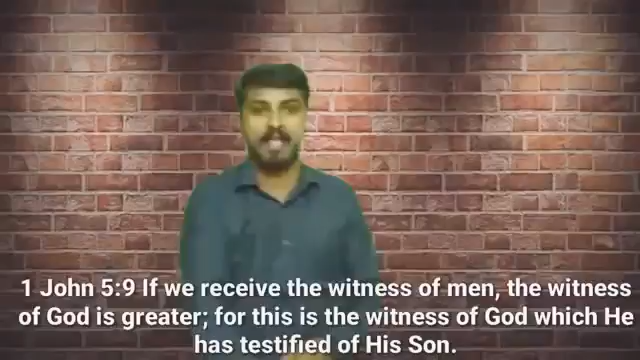 1 John 5:9 If we receive the witness of men, the witness
of God is greater; for this is the witness of God which He
has testified of His Son.